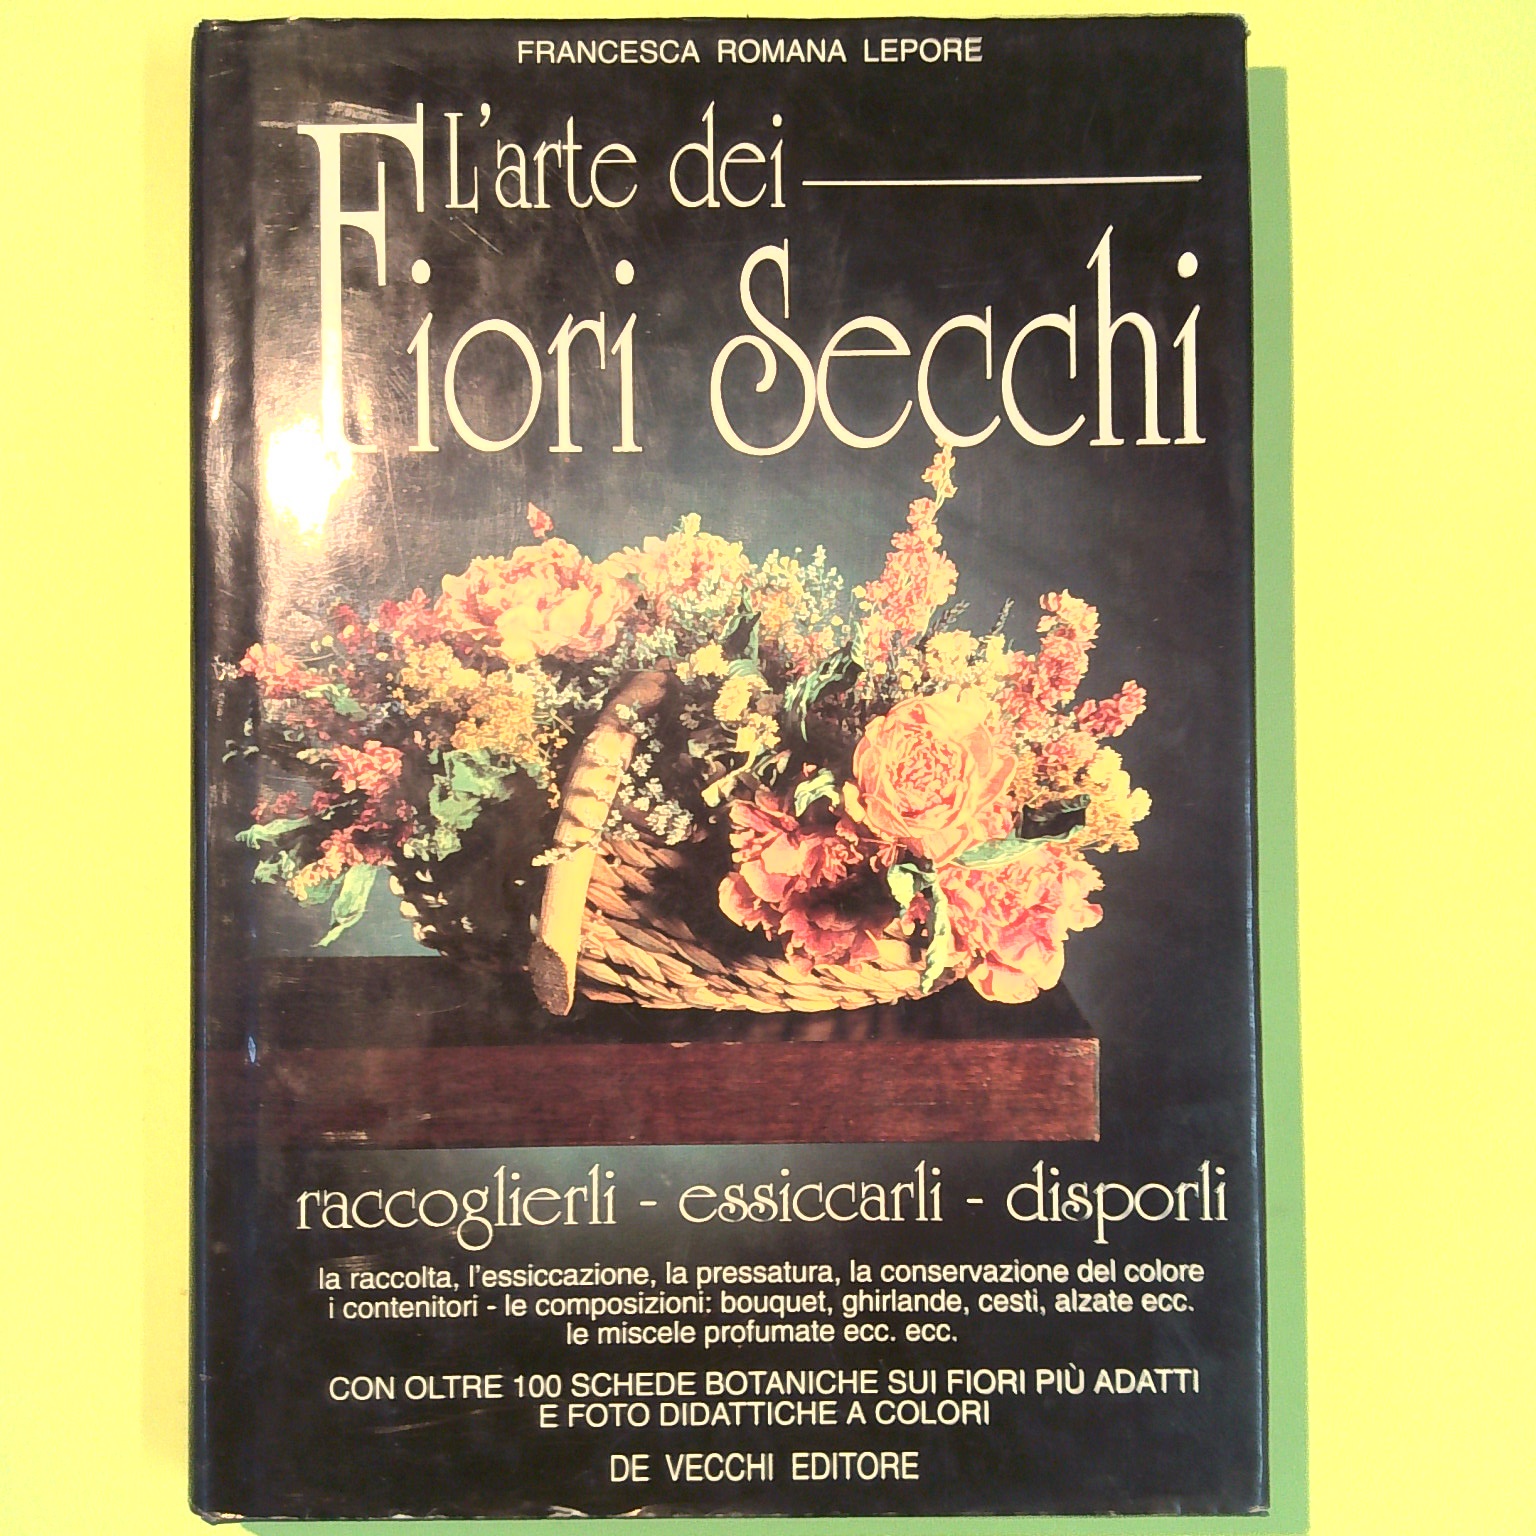 FRANCESCA ROMANA LEPORE
L'arte dei
Fiori Secchi
raccoglierli - essiccarli - disporli
la raccolta, l'essiccazione, la pressatura, la conservazione del colore
i contenitori - le composizioni: bouquet, ghirlande, cesti, alzate ecc.
le miscele profumate ecc. ecc.
CON OLTRE 100 SCHEDE BOTANICHE SUI FIORI PIÙ ADATTI
E FOTO DIDATTICHE A COLORI
DE VECCHI EDITORE